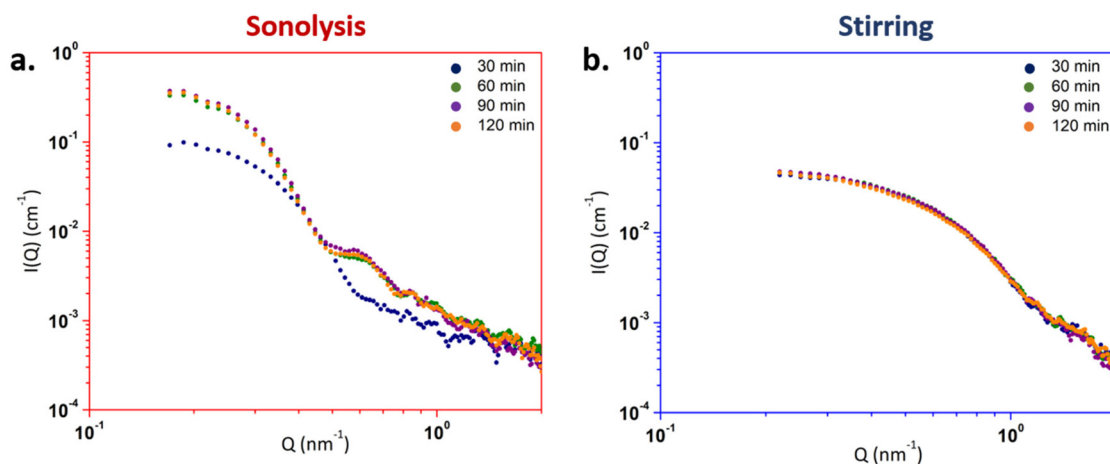 Sonolysis
a.
10⁰
10⁻¹
10⁻²
10⁻³
10⁻⁴
I(Q) (cm⁻¹)
30 min
60 min
90 min
120 min
10⁻¹
10⁰
Q (nm⁻¹)
Stirring
b.
10⁰
10⁻¹
10⁻²
10⁻³
10⁻⁴
I(Q) (cm⁻¹)
30 min
60 min
90 min
120 min
10⁻¹
10⁰
Q (nm⁻¹)